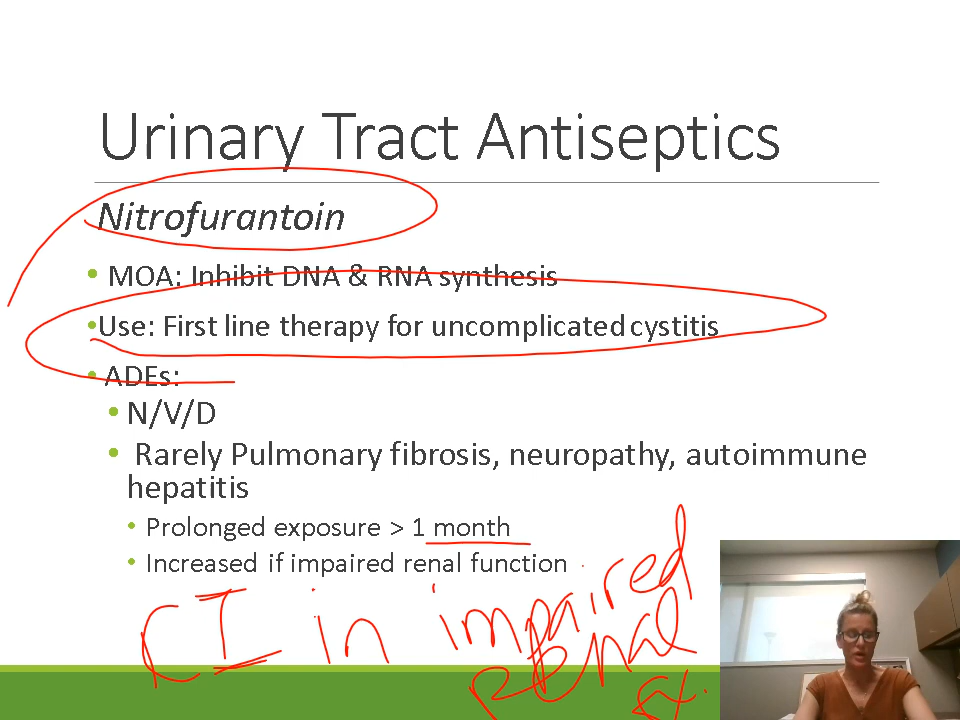 Urinary Tract Antiseptics
Nitrofurantoin
• MOA: Inhibit DNA & RNA synthesis
•Use: First line therapy for uncomplicated cystitis
• ADEs:
• N/V/D
• Rarely Pulmonary fibrosis, neuropathy, autoimmune
hepatitis
• Prolonged exposure > 1 month
• Increased if impaired renal function
CI in impaired
renal
fx.